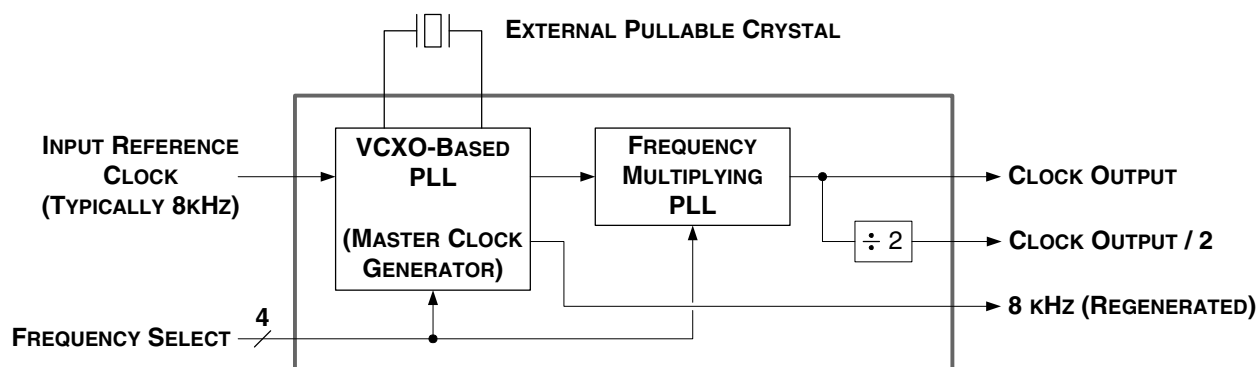 EXTERNAL PULLABLE CRYSTAL
INPUT REFERENCE
CLOCK
(TYPICALLY 8KHZ)
VCXO-BASED
PLL
(MASTER CLOCK
GENERATOR)
FREQUENCY
MULTIPLYING
PLL
CLOCK OUTPUT
÷ 2
CLOCK OUTPUT / 2
8 KHZ (REGENERATED)
4
FREQUENCY SELECT